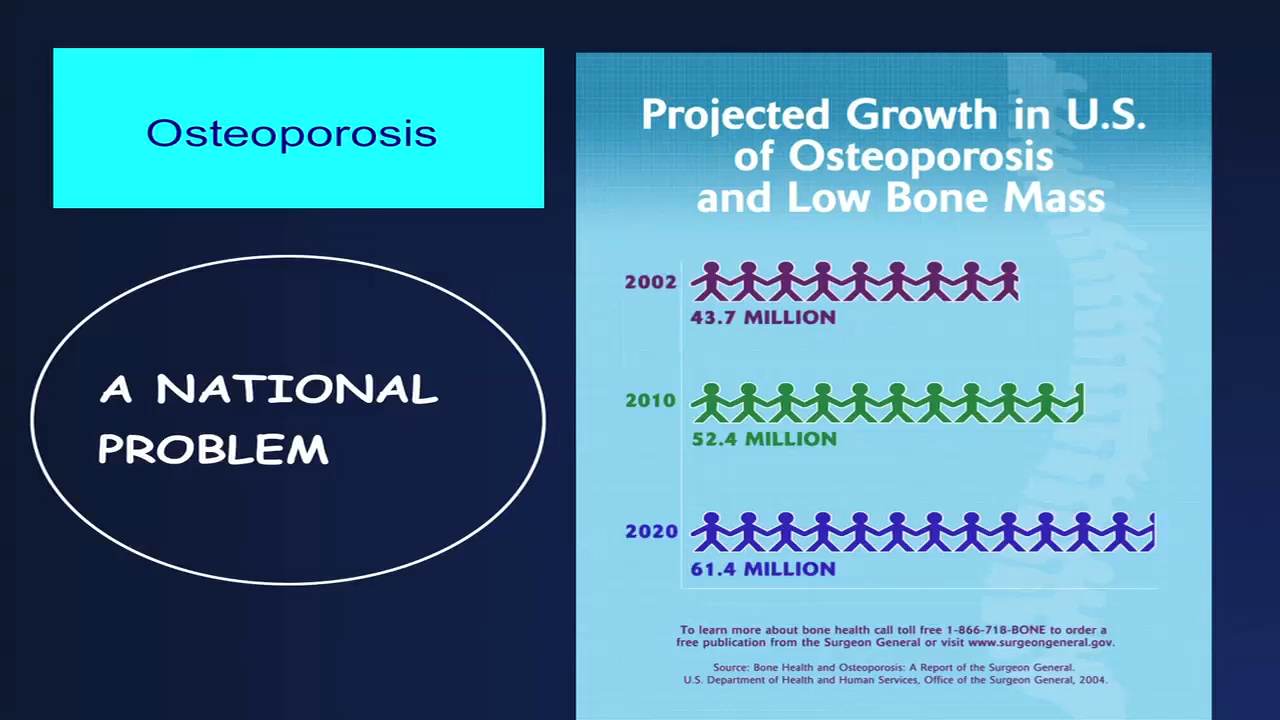 Osteoporosis
A NATIONAL
PROBLEM
Projected Growth in U.S.
of Osteoporosis
and Low Bone Mass
2002
43.7 MILLION
2010
52.4 MILLION
2020
61.4 MILLION
To learn more about bone health call toll free 1-866-718-BONE to order a
free publication from the Surgeon General or visit www.surgeongeneral.gov.
Source: Bone Health and Osteoporosis: A Report of the Surgeon General.
U.S. Department of Health and Human Services, Office of the Surgeon General, 2004.